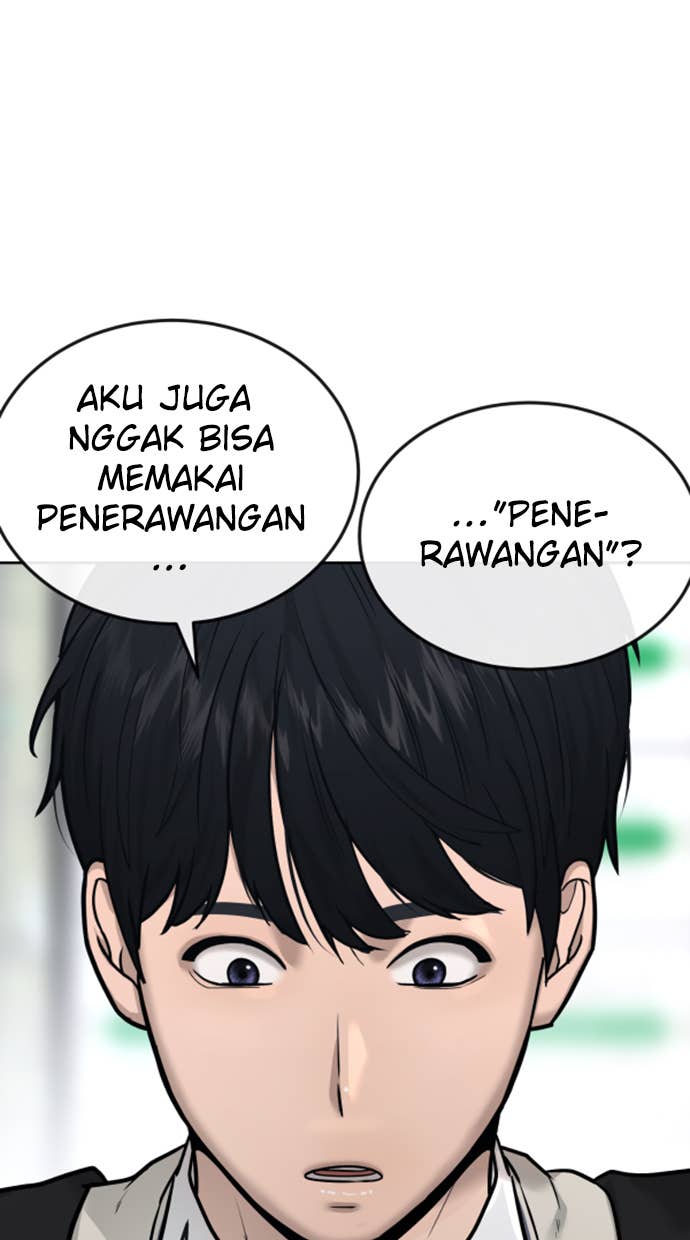 AKU JUGA
NGGAK BISA
MEMAKAI
PENERAWANGAN
...
..."PENE-
RAWANGAN"?